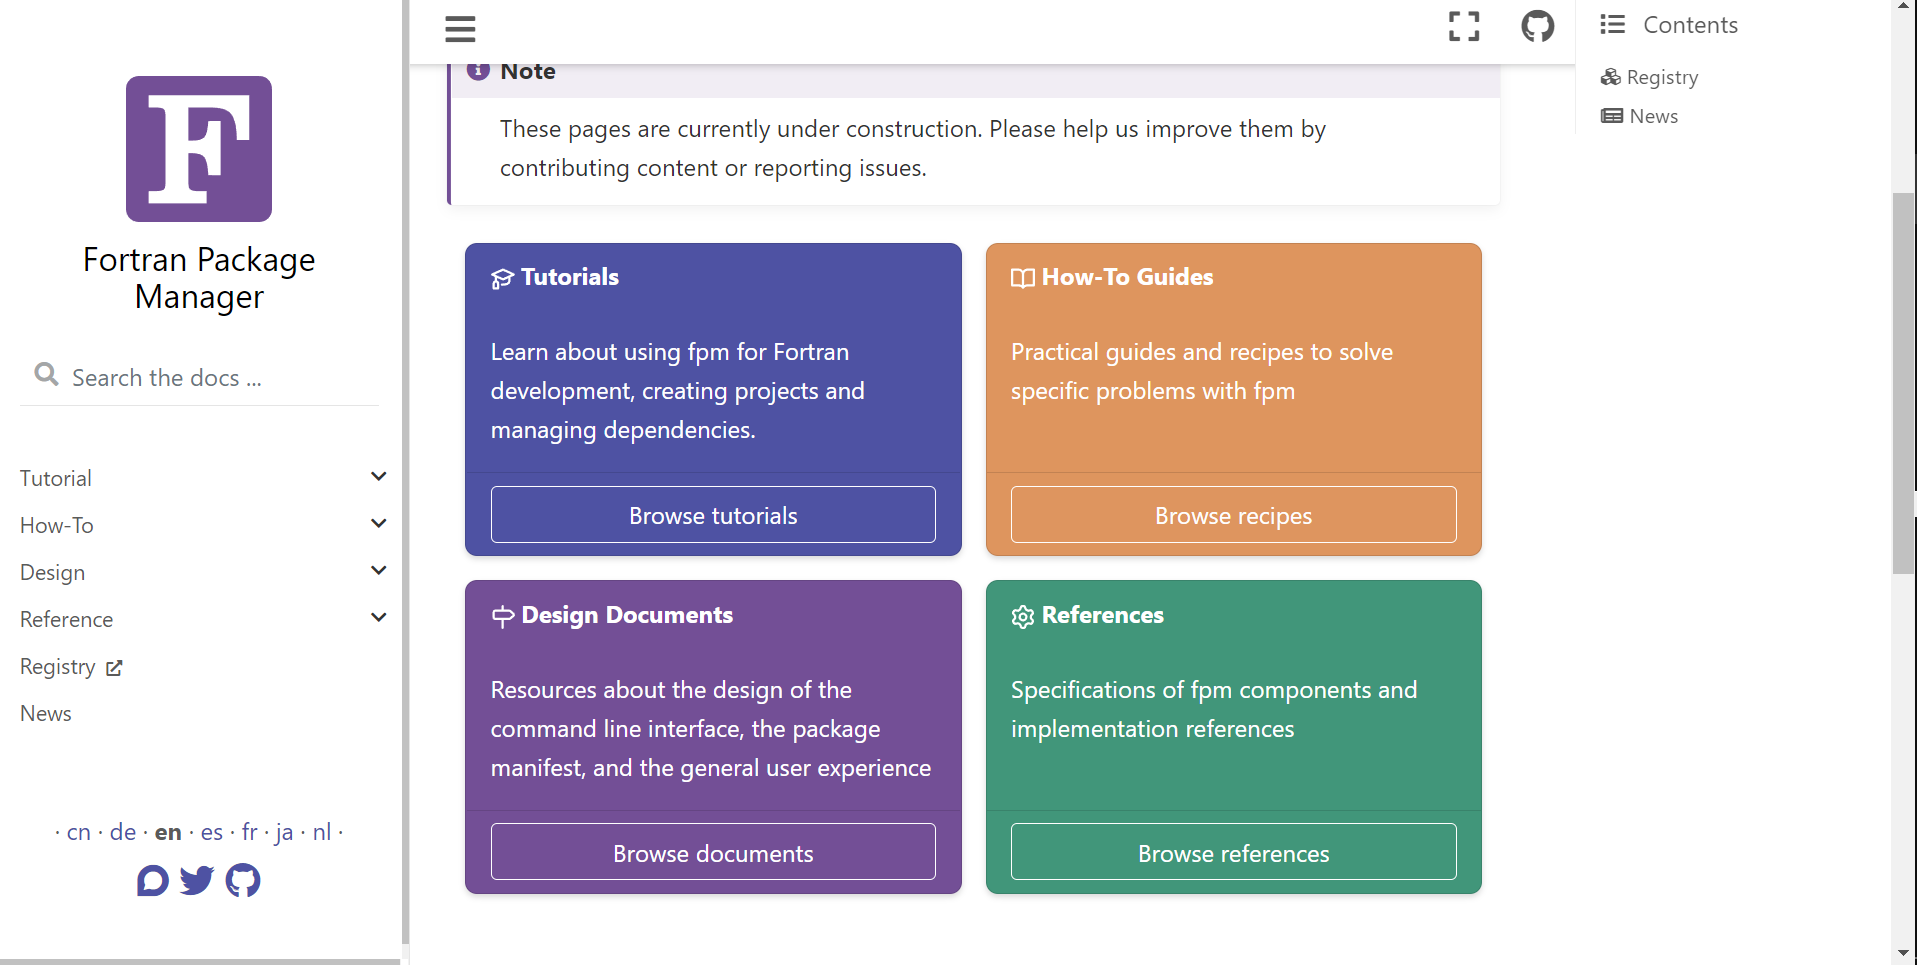 F
Fortran Package
Manager
Search the docs ...
Tutorial
How-To
Design
Reference
Registry
News
· cn · de · en · es · fr · ja · nl ·
Note
These pages are currently under construction. Please help us improve them by
contributing content or reporting issues.
Tutorials
Learn about using fpm for Fortran
development, creating projects and
managing dependencies.
Browse tutorials
How-To Guides
Practical guides and recipes to solve
specific problems with fpm
Browse recipes
Design Documents
Resources about the design of the
command line interface, the package
manifest, and the general user experience
Browse documents
References
Specifications of fpm components and
implementation references
Browse references
Contents
Registry
News